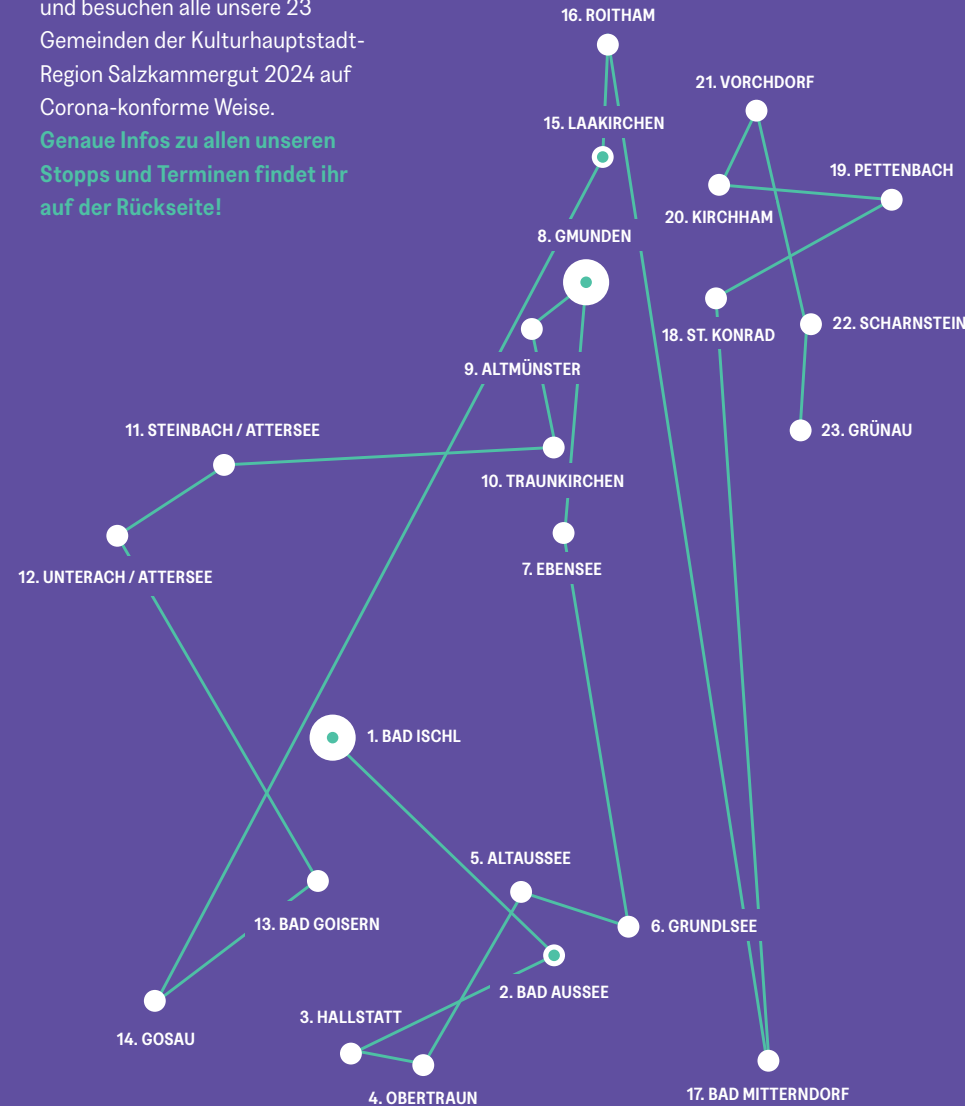 und besuchen alle unsere 23
Gemeinden der Kulturhauptstadt-
Region Salzkammergut 2024 auf
Corona-konforme Weise.
Genaue Infos zu allen unseren
Stopps und Terminen findet ihr
auf der Rückseite!
16. ROITHAM
21. VORCHDORF
15. LAAKIRCHEN
19. PETTENBACH
20. KIRCHHAM
8. GMUNDEN
22. SCHARNSTEIN
18. ST. KONRAD
9. ALTMÜNSTER
11. STEINBACH / ATTERSEE
23. GRÜNAU
10. TRAUNKIRCHEN
7. EBENSEE
12. UNTERACH / ATTERSEE
1. BAD ISCHL
5. ALTAUSSEE
13. BAD GOISERN
6. GRUNDLSEE
2. BAD AUSSEE
3. HALLSTATT
14. GOSAU
17. BAD MITTERNDORF
4. OBERTRAUN